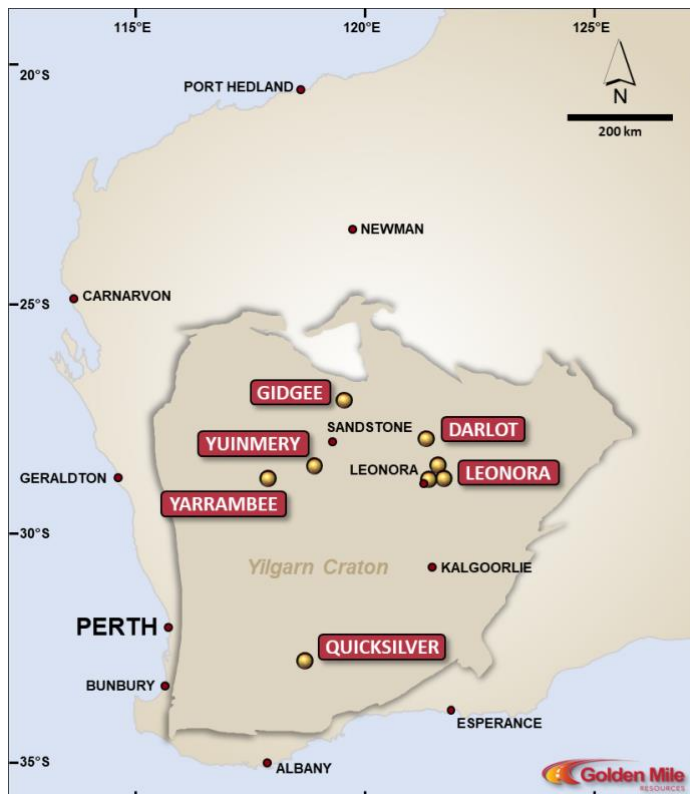 115°E
120°E
125°E
20°S
PORT HEDLAND
N
200 km
NEWMAN
25°S
CARNARVON
GIDGEE
SANDSTONE
DARLOT
YUINMERY
LEONORA
LEONORA
GERALDTON
YARRAMBEE
30°S
Yilgarn Craton
KALGOORLIE
PERTH
QUICKSILVER
BUNBURY
ESPERANCE
35°S
ALBANY
Golden Mile
RESOURCES